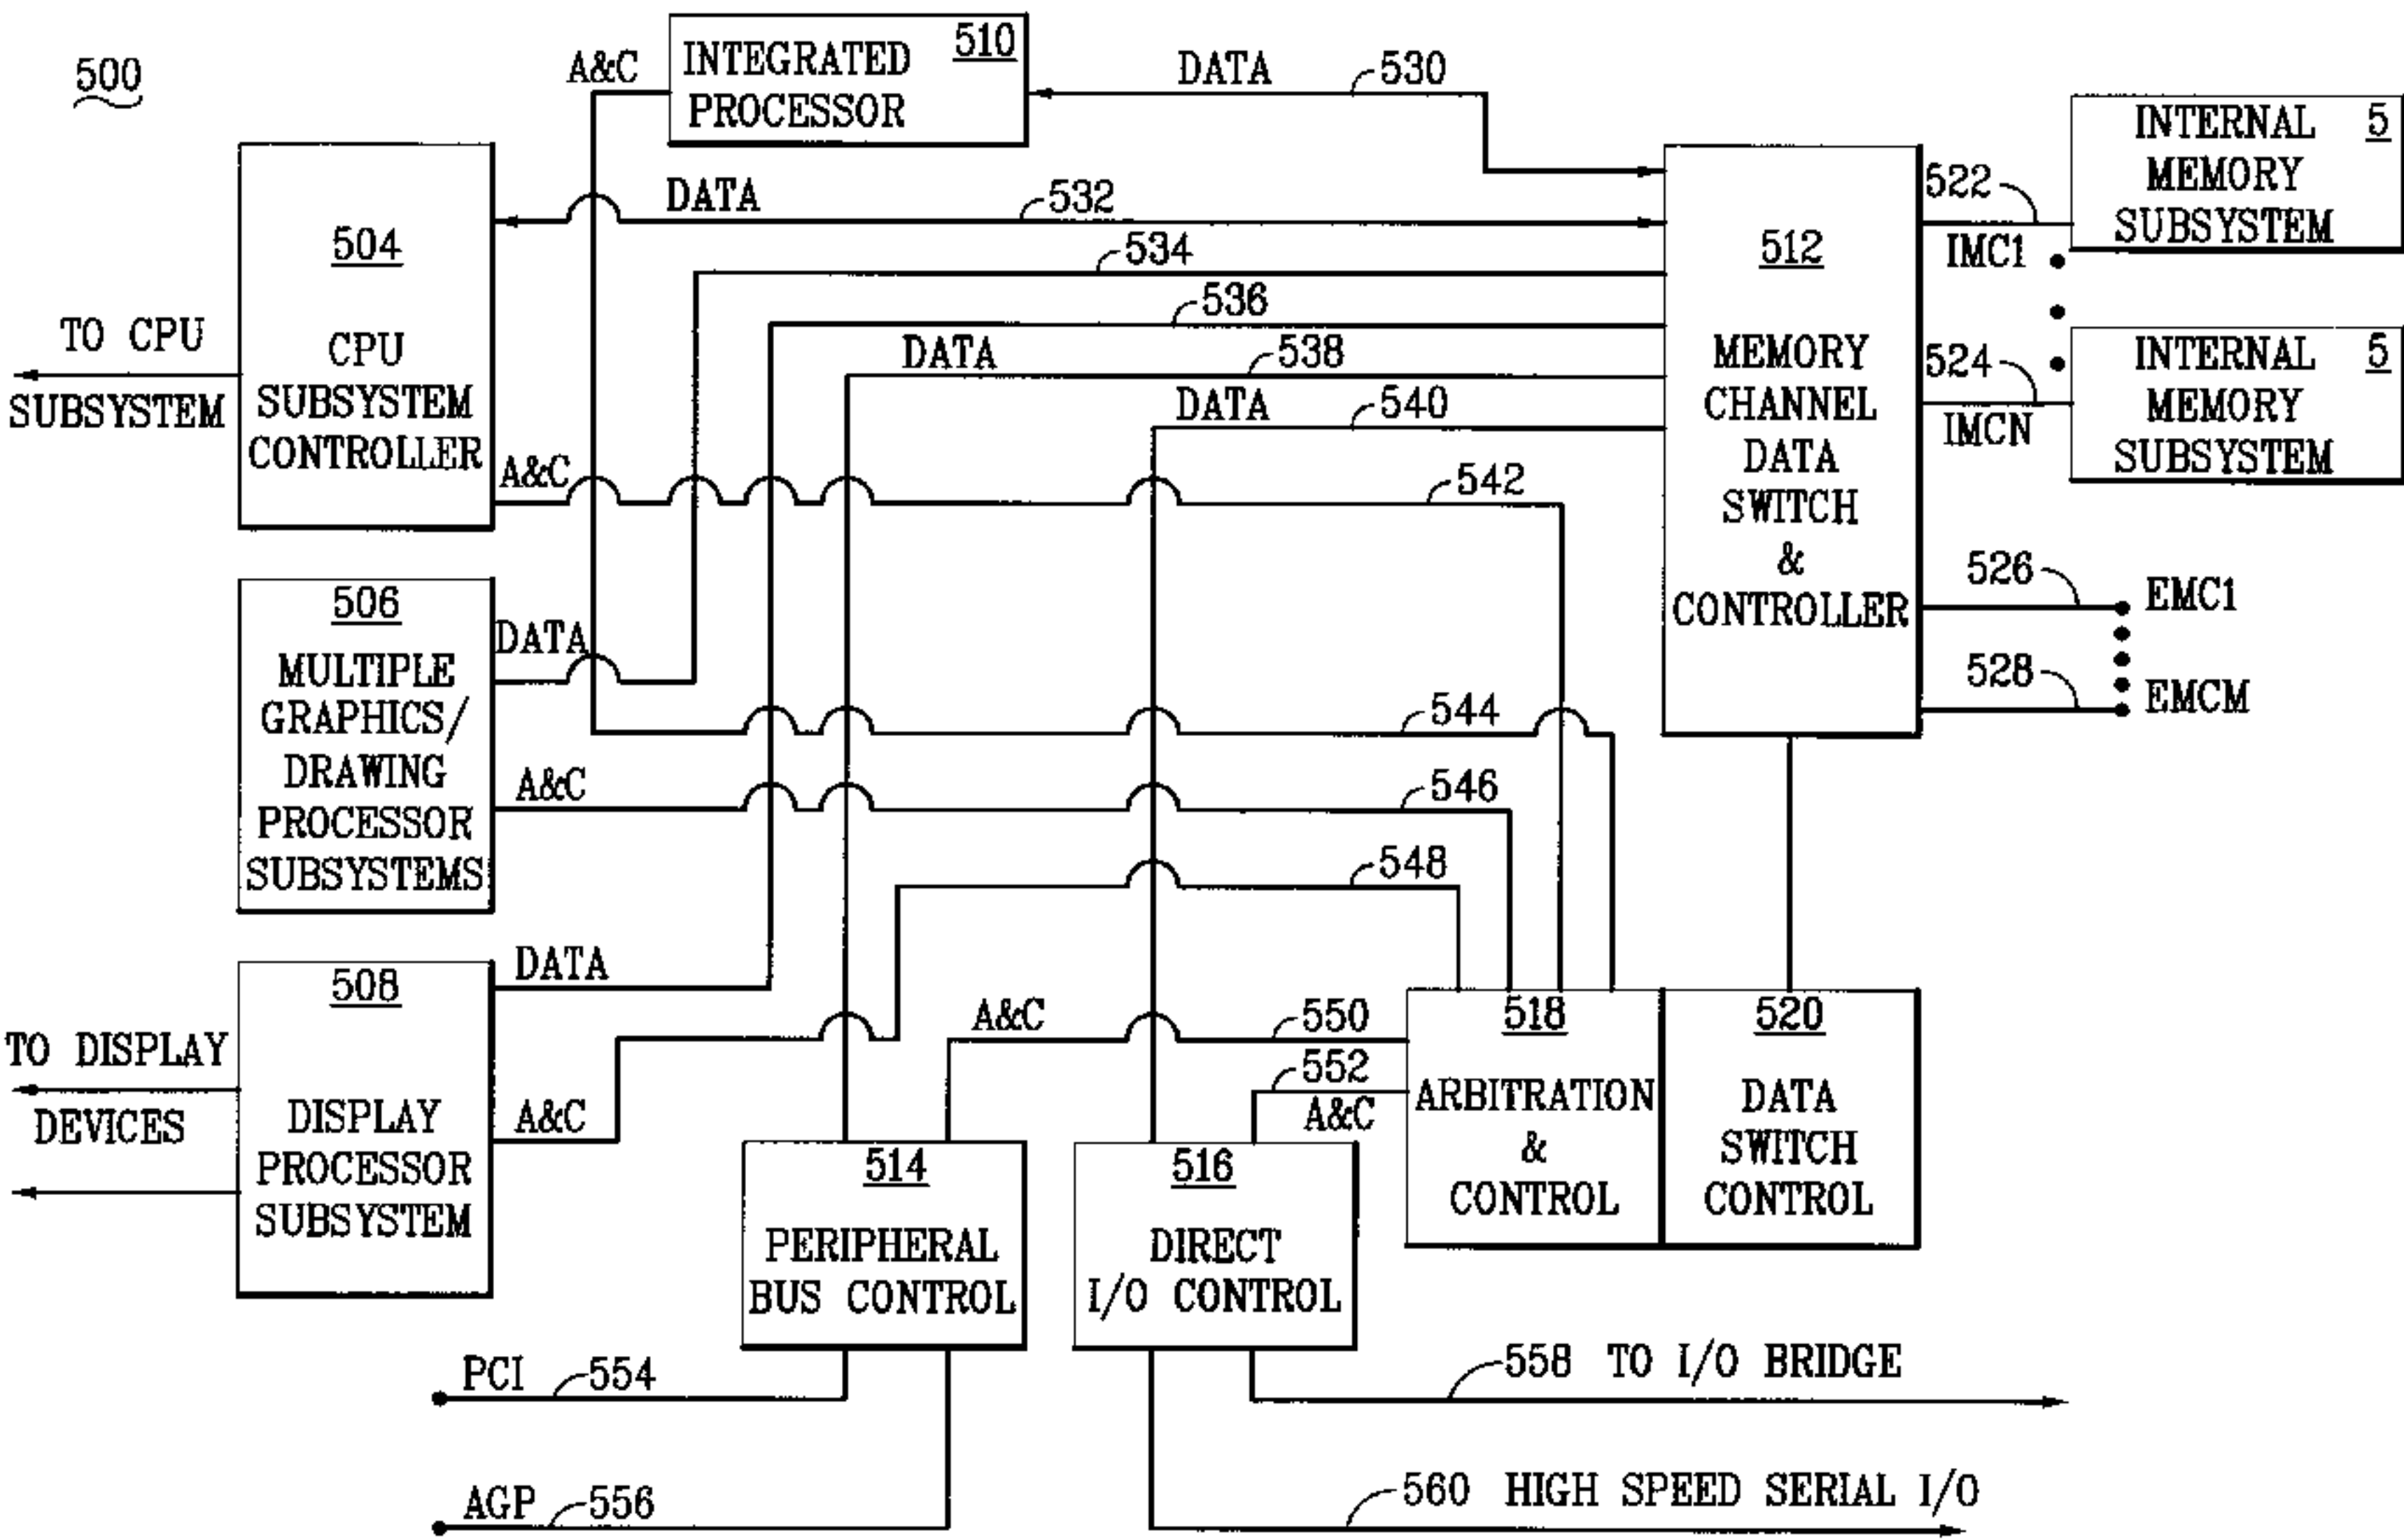 500
A&C
INTEGRATED
PROCESSOR
510
DATA
530
504
CPU
SUBSYSTEM
CONTROLLER
TO CPU
SUBSYSTEM
DATA
532
534
536
DATA
538
DATA
540
A&C
542
512
MEMORY
CHANNEL
DATA
SWITCH
&
CONTROLLER
522
IMC1
INTERNAL
MEMORY
SUBSYSTEM
5
524
IMCN
INTERNAL
MEMORY
SUBSYSTEM
5
526
EMC1
528
EMCM
506
MULTIPLE
GRAPHICS/
DRAWING
PROCESSOR
SUBSYSTEMS
DATA
544
A&C
546
548
508
DISPLAY
PROCESSOR
SUBSYSTEM
DATA
TO DISPLAY
DEVICES
A&C
A&C
550
552
A&C
518
ARBITRATION
&
CONTROL
520
DATA
SWITCH
CONTROL
514
PERIPHERAL
BUS CONTROL
516
DIRECT
I/O CONTROL
PCI
554
558 TO I/O BRIDGE
AGP
556
560 HIGH SPEED SERIAL I/O